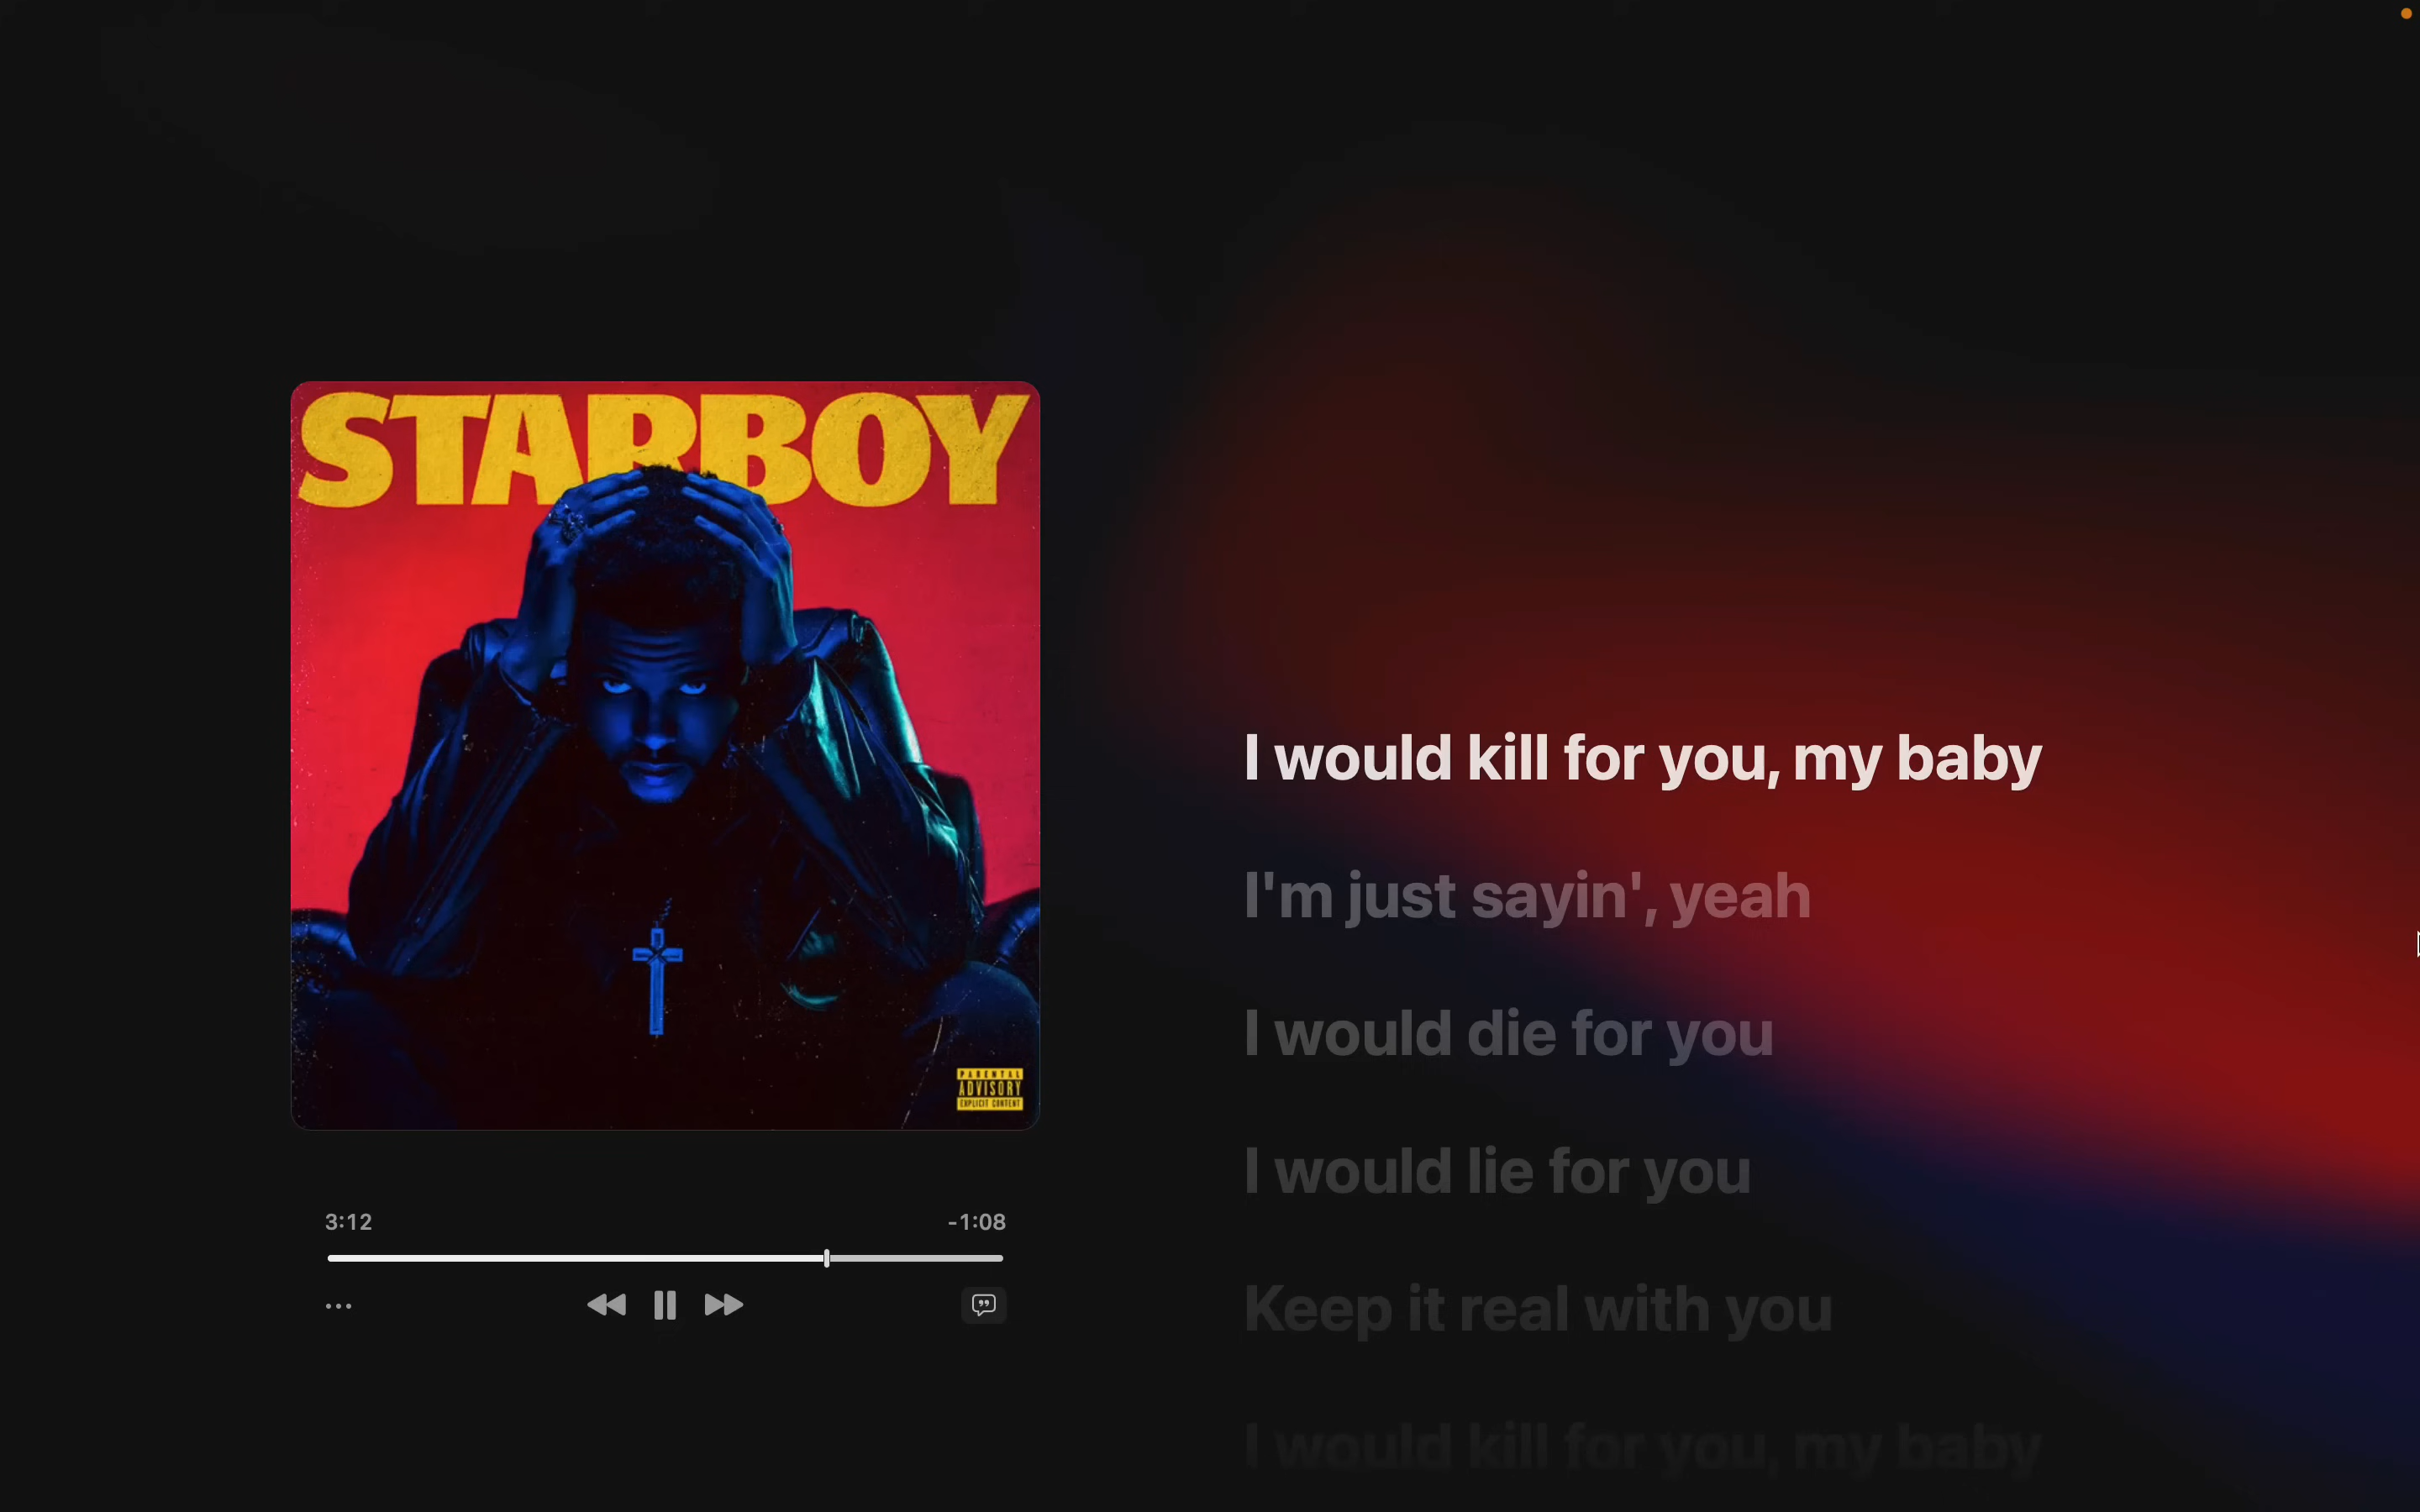 STARBOY
PARENTAL
ADVISORY
EXPLICIT CONTENT
3:12
-1:08
I would kill for you, my baby
I'm just sayin', yeah
I would die for you
I would lie for you
Keep it real with you
I would kill for you, my baby